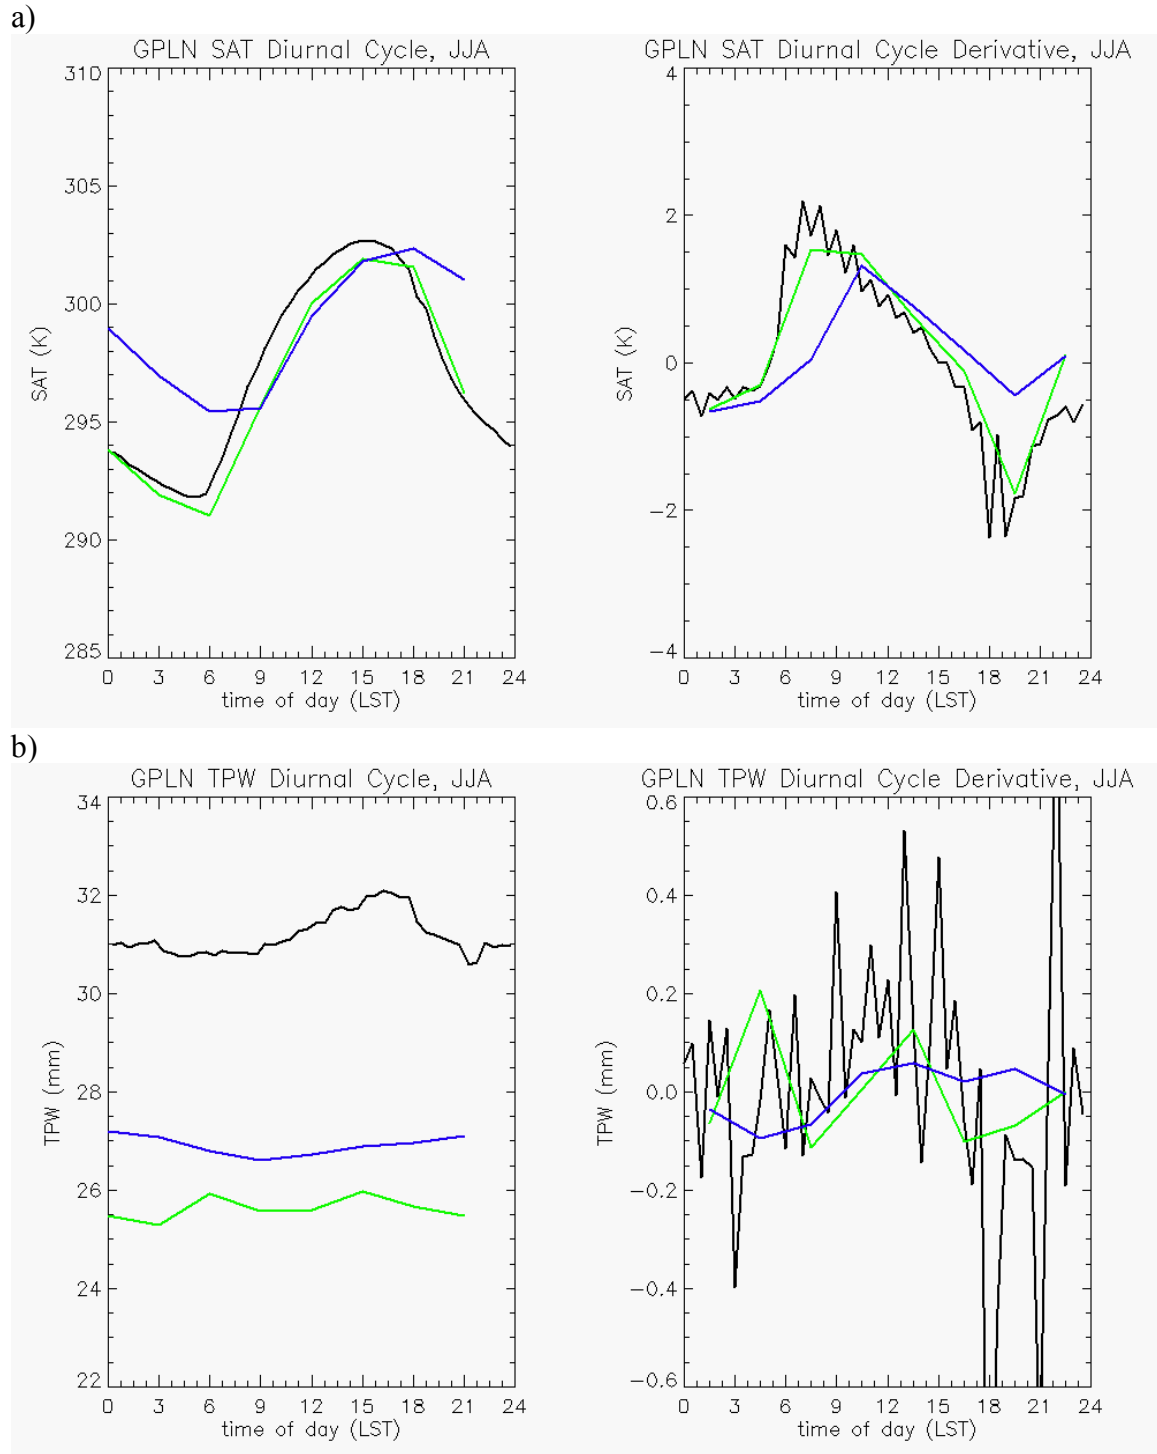 a)
GPLN SAT Diurnal Cycle, JJA
310
305
300
295
290
285
SAT (K)
0 3 6 9 12 15 18 21 24
time of day (LST)
GPLN SAT Diurnal Cycle Derivative, JJA
4
2
0
−2
−4
SAT (K)
0 3 6 9 12 15 18 21 24
time of day (LST)
b)
GPLN TPW Diurnal Cycle, JJA
34
32
30
28
26
24
22
TPW (mm)
0 3 6 9 12 15 18 21 24
time of day (LST)
GPLN TPW Diurnal Cycle Derivative, JJA
0.6
0.4
0.2
0.0
−0.2
−0.4
−0.6
TPW (mm)
0 3 6 9 12 15 18 21 24
time of day (LST)